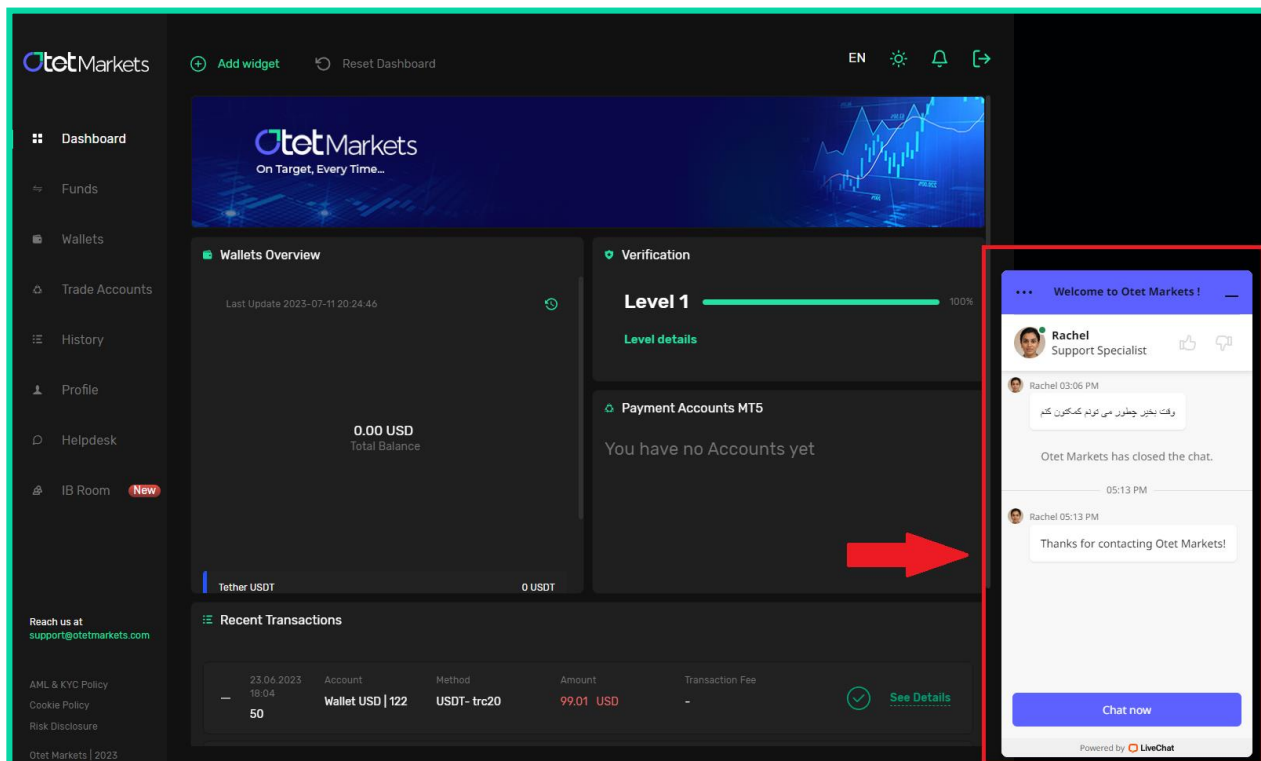 OtetMarkets
Add widget
Reset Dashboard
EN
Dashboard
Funds
Wallets
Trade Accounts
History
Profile
Helpdesk
IB Room New
Reach us at
support@otetmarkets.com
AML & KYC Policy
Cookie Policy
Risk Disclosure
Otet Markets | 2023
OtetMarkets
On Target, Every Time...
Wallets Overview
Last Update 2023-07-11 20:24:46
0.00 USD
Total Balance
Tether USDT 0 USDT
Verification
Level 1 100%
Level details
Payment Accounts MT5
You have no Accounts yet
Recent Transactions
23.06.2023 Account Method Amount Transaction Fee
18:04
50 Wallet USD | 122 USDT- trc20 99.01 USD - See Details
Welcome to Otet Markets !
Rachel
Support Specialist
Rachel 03:06 PM
وقت بخیر چطور می تونم کمکتون کنم
Otet Markets has closed the chat.
05:13 PM
Rachel 05:13 PM
Thanks for contacting Otet Markets!
Chat now
Powered by LiveChat